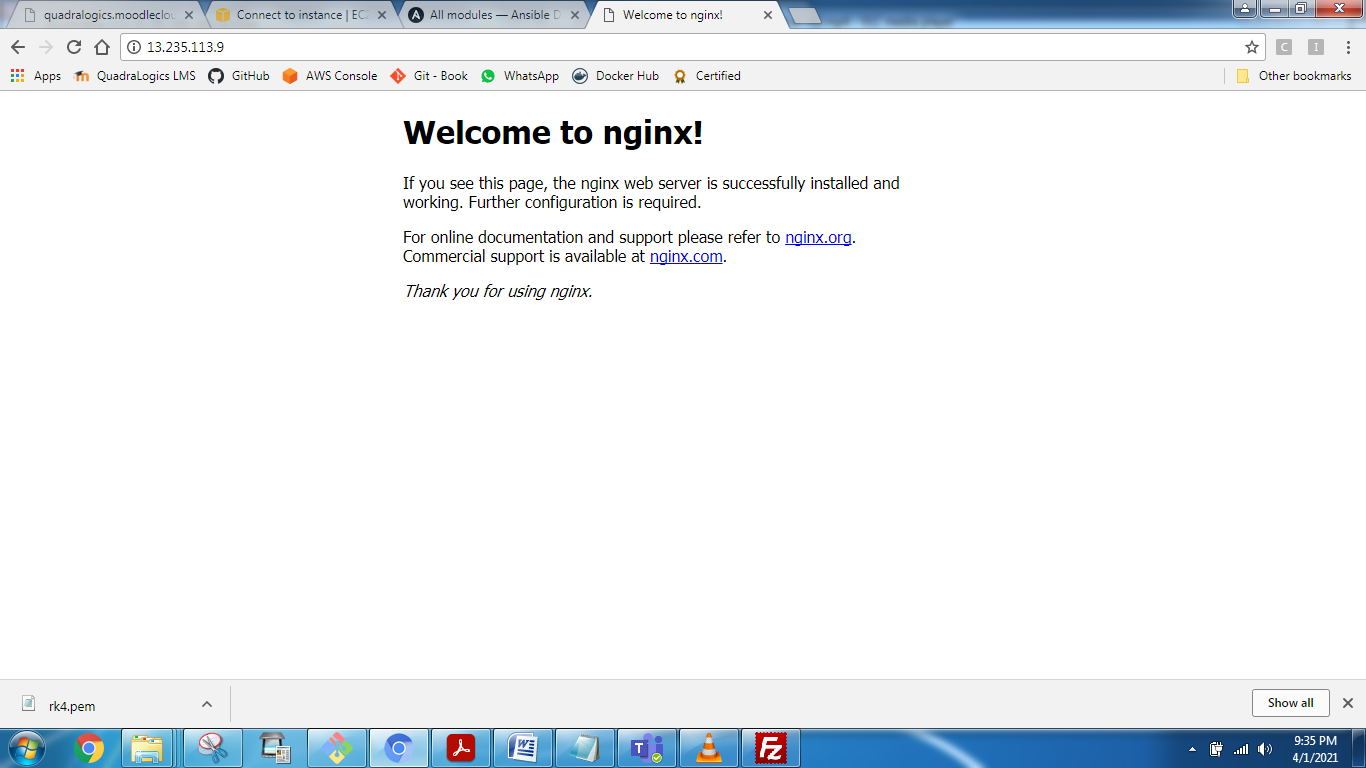 quadralogics.moodleclou
Connect to instance | EC2
All modules — Ansible D
Welcome to nginx!
13.235.113.9
C
I
Apps
QuadraLogics LMS
GitHub
AWS Console
Git - Book
WhatsApp
Docker Hub
Certified
Other bookmarks
Welcome to nginx!
If you see this page, the nginx web server is successfully installed and
working. Further configuration is required.
For online documentation and support please refer to nginx.org.
Commercial support is available at nginx.com.
Thank you for using nginx.
rk4.pem
Show all
9:35 PM
4/1/2021